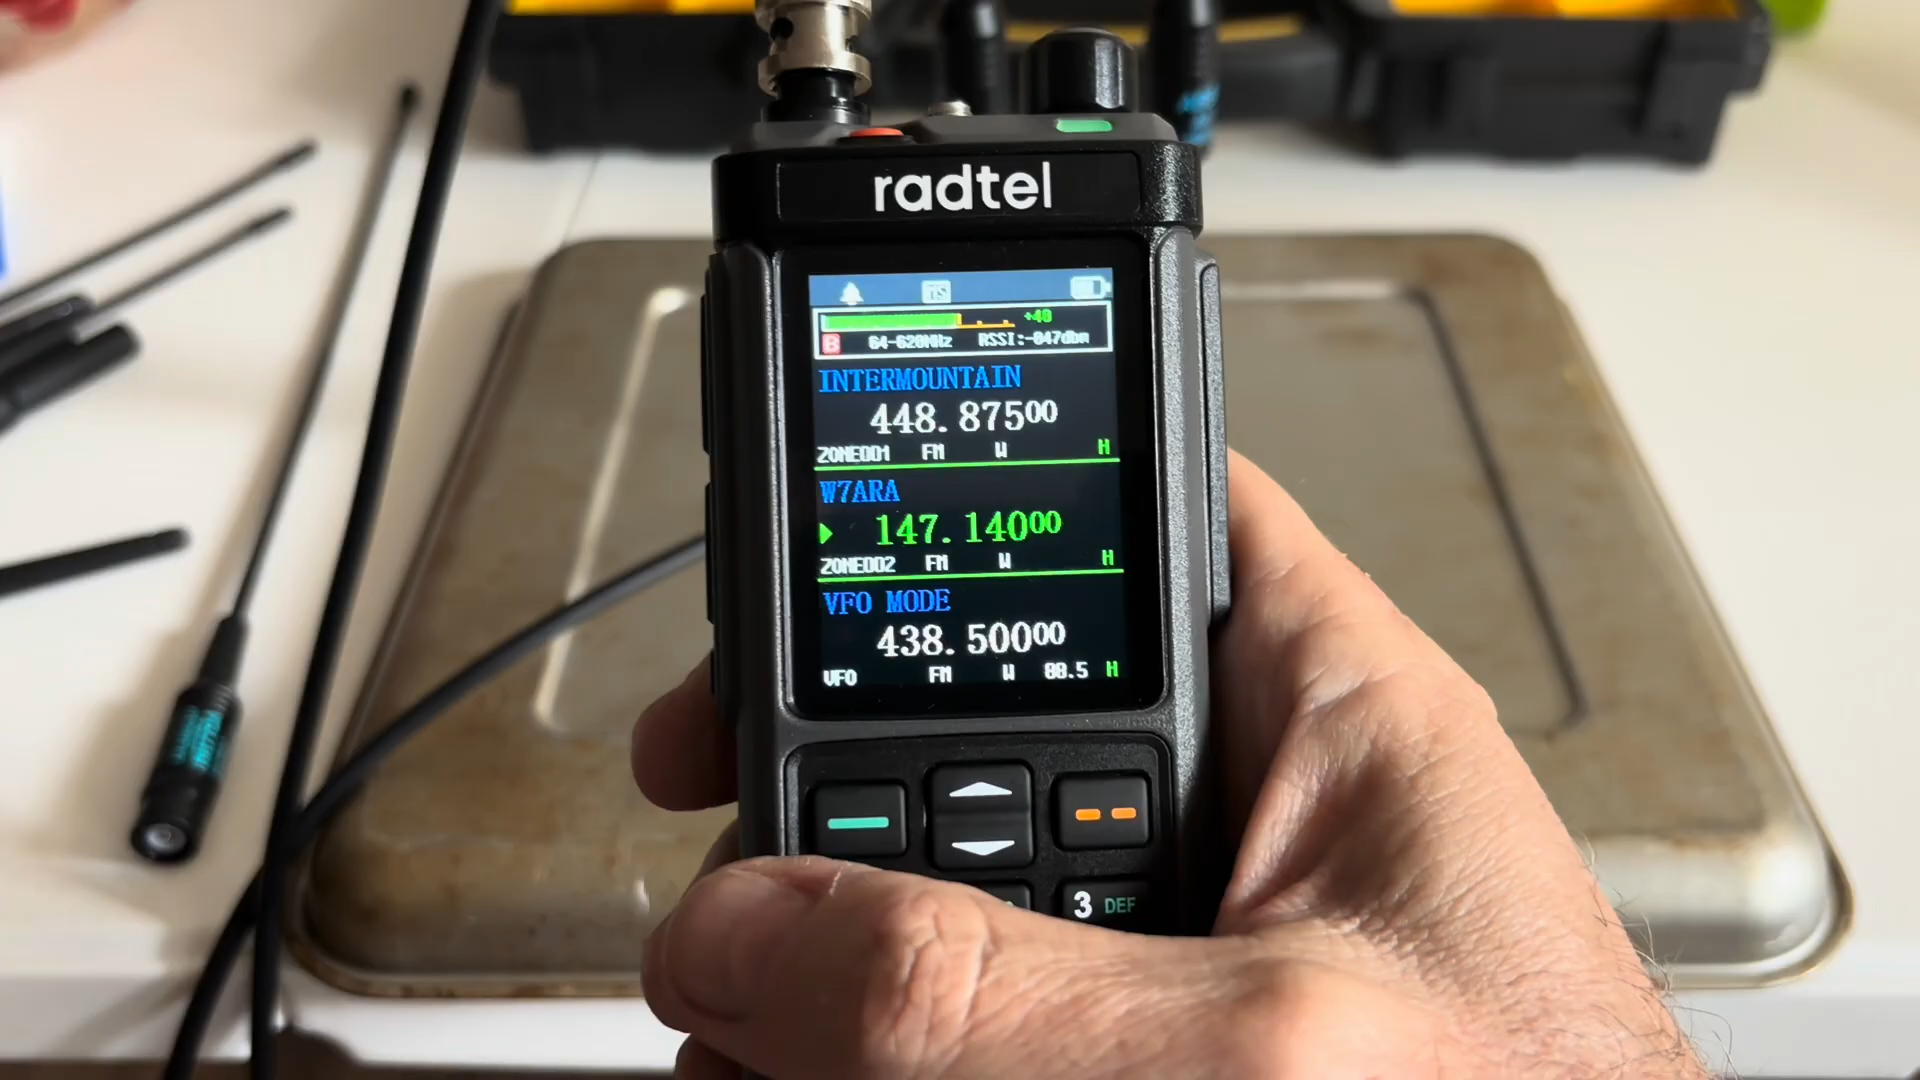 radtel
TS
+40
B 64-620MHz RSSI:-047dbm
INTERMOUNTAIN
448.87500
ZONE001 FM W H
W7ARA
147.14000
ZONE002 FM W H
VFO MODE
438.50000
VFO FM W 88.5 H
3 DEF